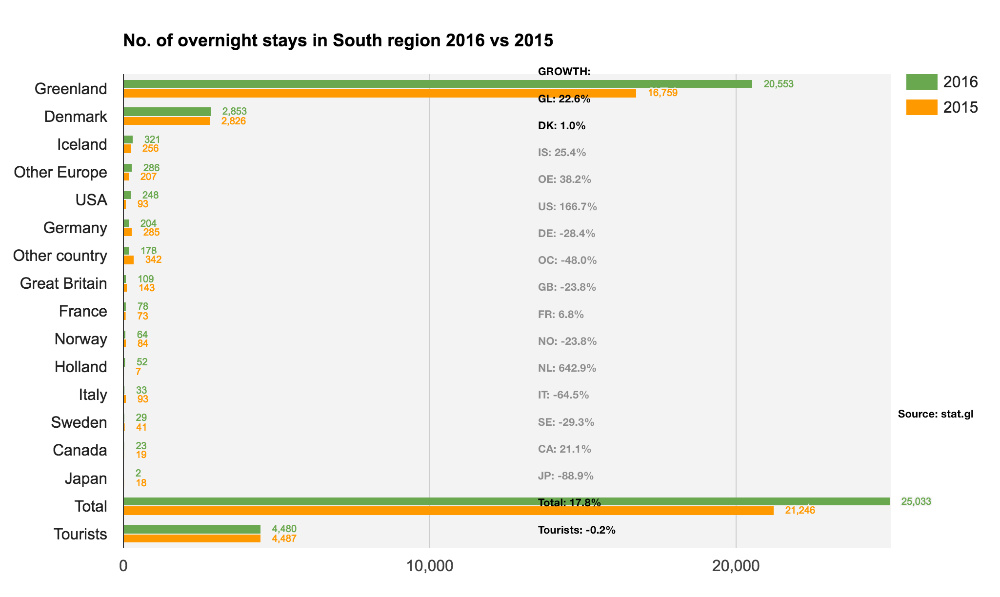 No. of overnight stays in South region 2016 vs 2015
GROWTH:
2016
2015
Greenland
20,553
16,759
GL: 22.6%
Denmark
2,853
2,826
DK: 1.0%
Iceland
321
256
IS: 25.4%
Other Europe
286
207
OE: 38.2%
USA
248
93
US: 166.7%
Germany
204
285
DE: -28.4%
Other country
178
342
OC: -48.0%
Great Britain
109
143
GB: -23.8%
France
78
73
FR: 6.8%
Norway
64
84
NO: -23.8%
Holland
52
7
NL: 642.9%
Italy
33
93
IT: -64.5%
Sweden
29
41
SE: -29.3%
Source: stat.gl
Canada
23
19
CA: 21.1%
Japan
2
18
JP: -88.9%
Total
25,033
21,246
Total: 17.8%
Tourists
4,480
4,487
Tourists: -0.2%
0
10,000
20,000